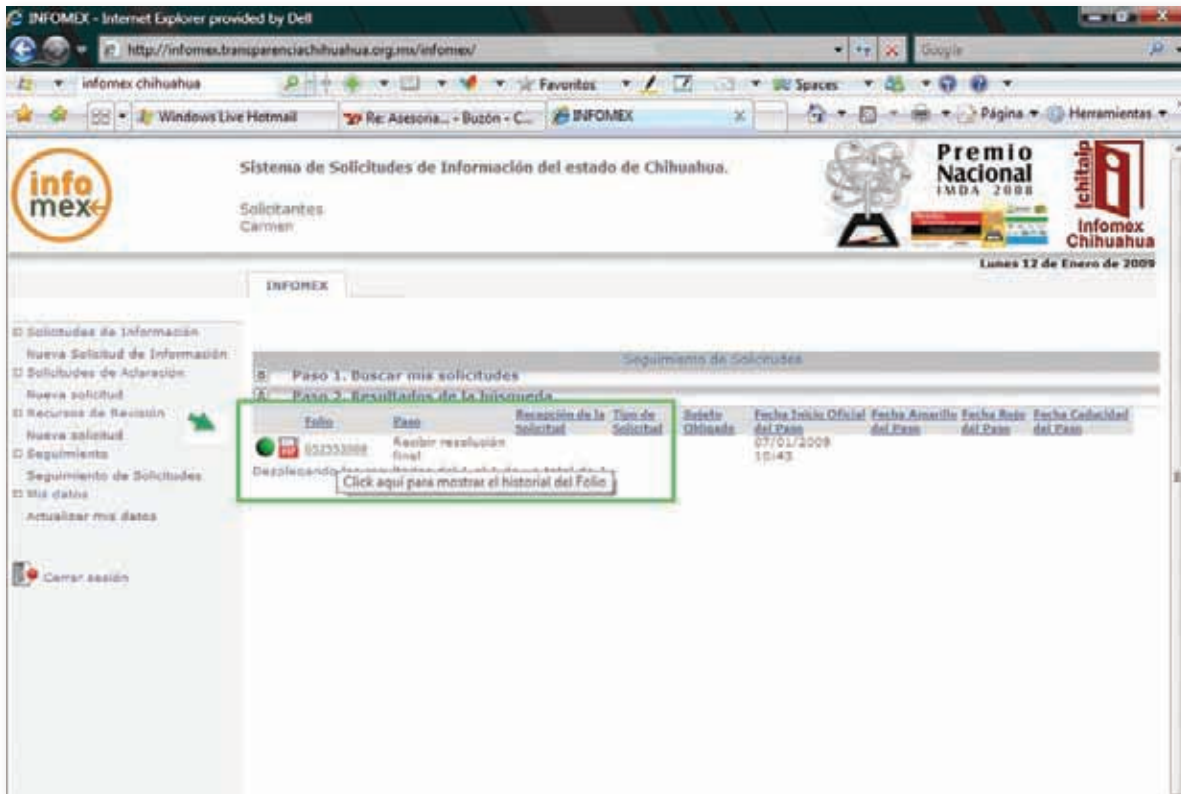 INFOMEX - Internet Explorer provided by Dell
http://infomex.transparenciachihuahua.org.mx/infomex/
Google
infomex chihuahua
Favoritos
Spaces
Windows Live Hotmail
Re: Asesoria... - Buzón - C...
INFOMEX
Página
Herramientas
info
mex
Sistema de Solicitudes de Información del estado de Chihuahua.
Solicitantes
Carmen
Premio
Nacional
IMDA 2008
Ichitaip
Infomex
Chihuahua
Lunes 12 de Enero de 2009
INFOMEX
Solicitudes de Información
Nueva Solicitud de Información
Solicitudes de Aclaración
Nueva solicitud
Recursos de Revisión
Nueva solicitud
Seguimiento
Seguimiento de Solicitudes
Mis datos
Actualizar mis datos
Cerrar sesión
Seguimiento de Solicitudes
Paso 1. Buscar mis solicitudes
Paso 2. Resultados de la búsqueda
Folio Paso Recepción de la Solicitud Tipo de Solicitud Sujeto Obligado Fecha Inicio Oficial del Paso Fecha Amarillo del Paso Fecha Rojo del Paso Fecha Caducidad del Paso
Recibir resolución final 07/01/2009 10:43
Desplegando
Click aquí para mostrar el historial del Folio